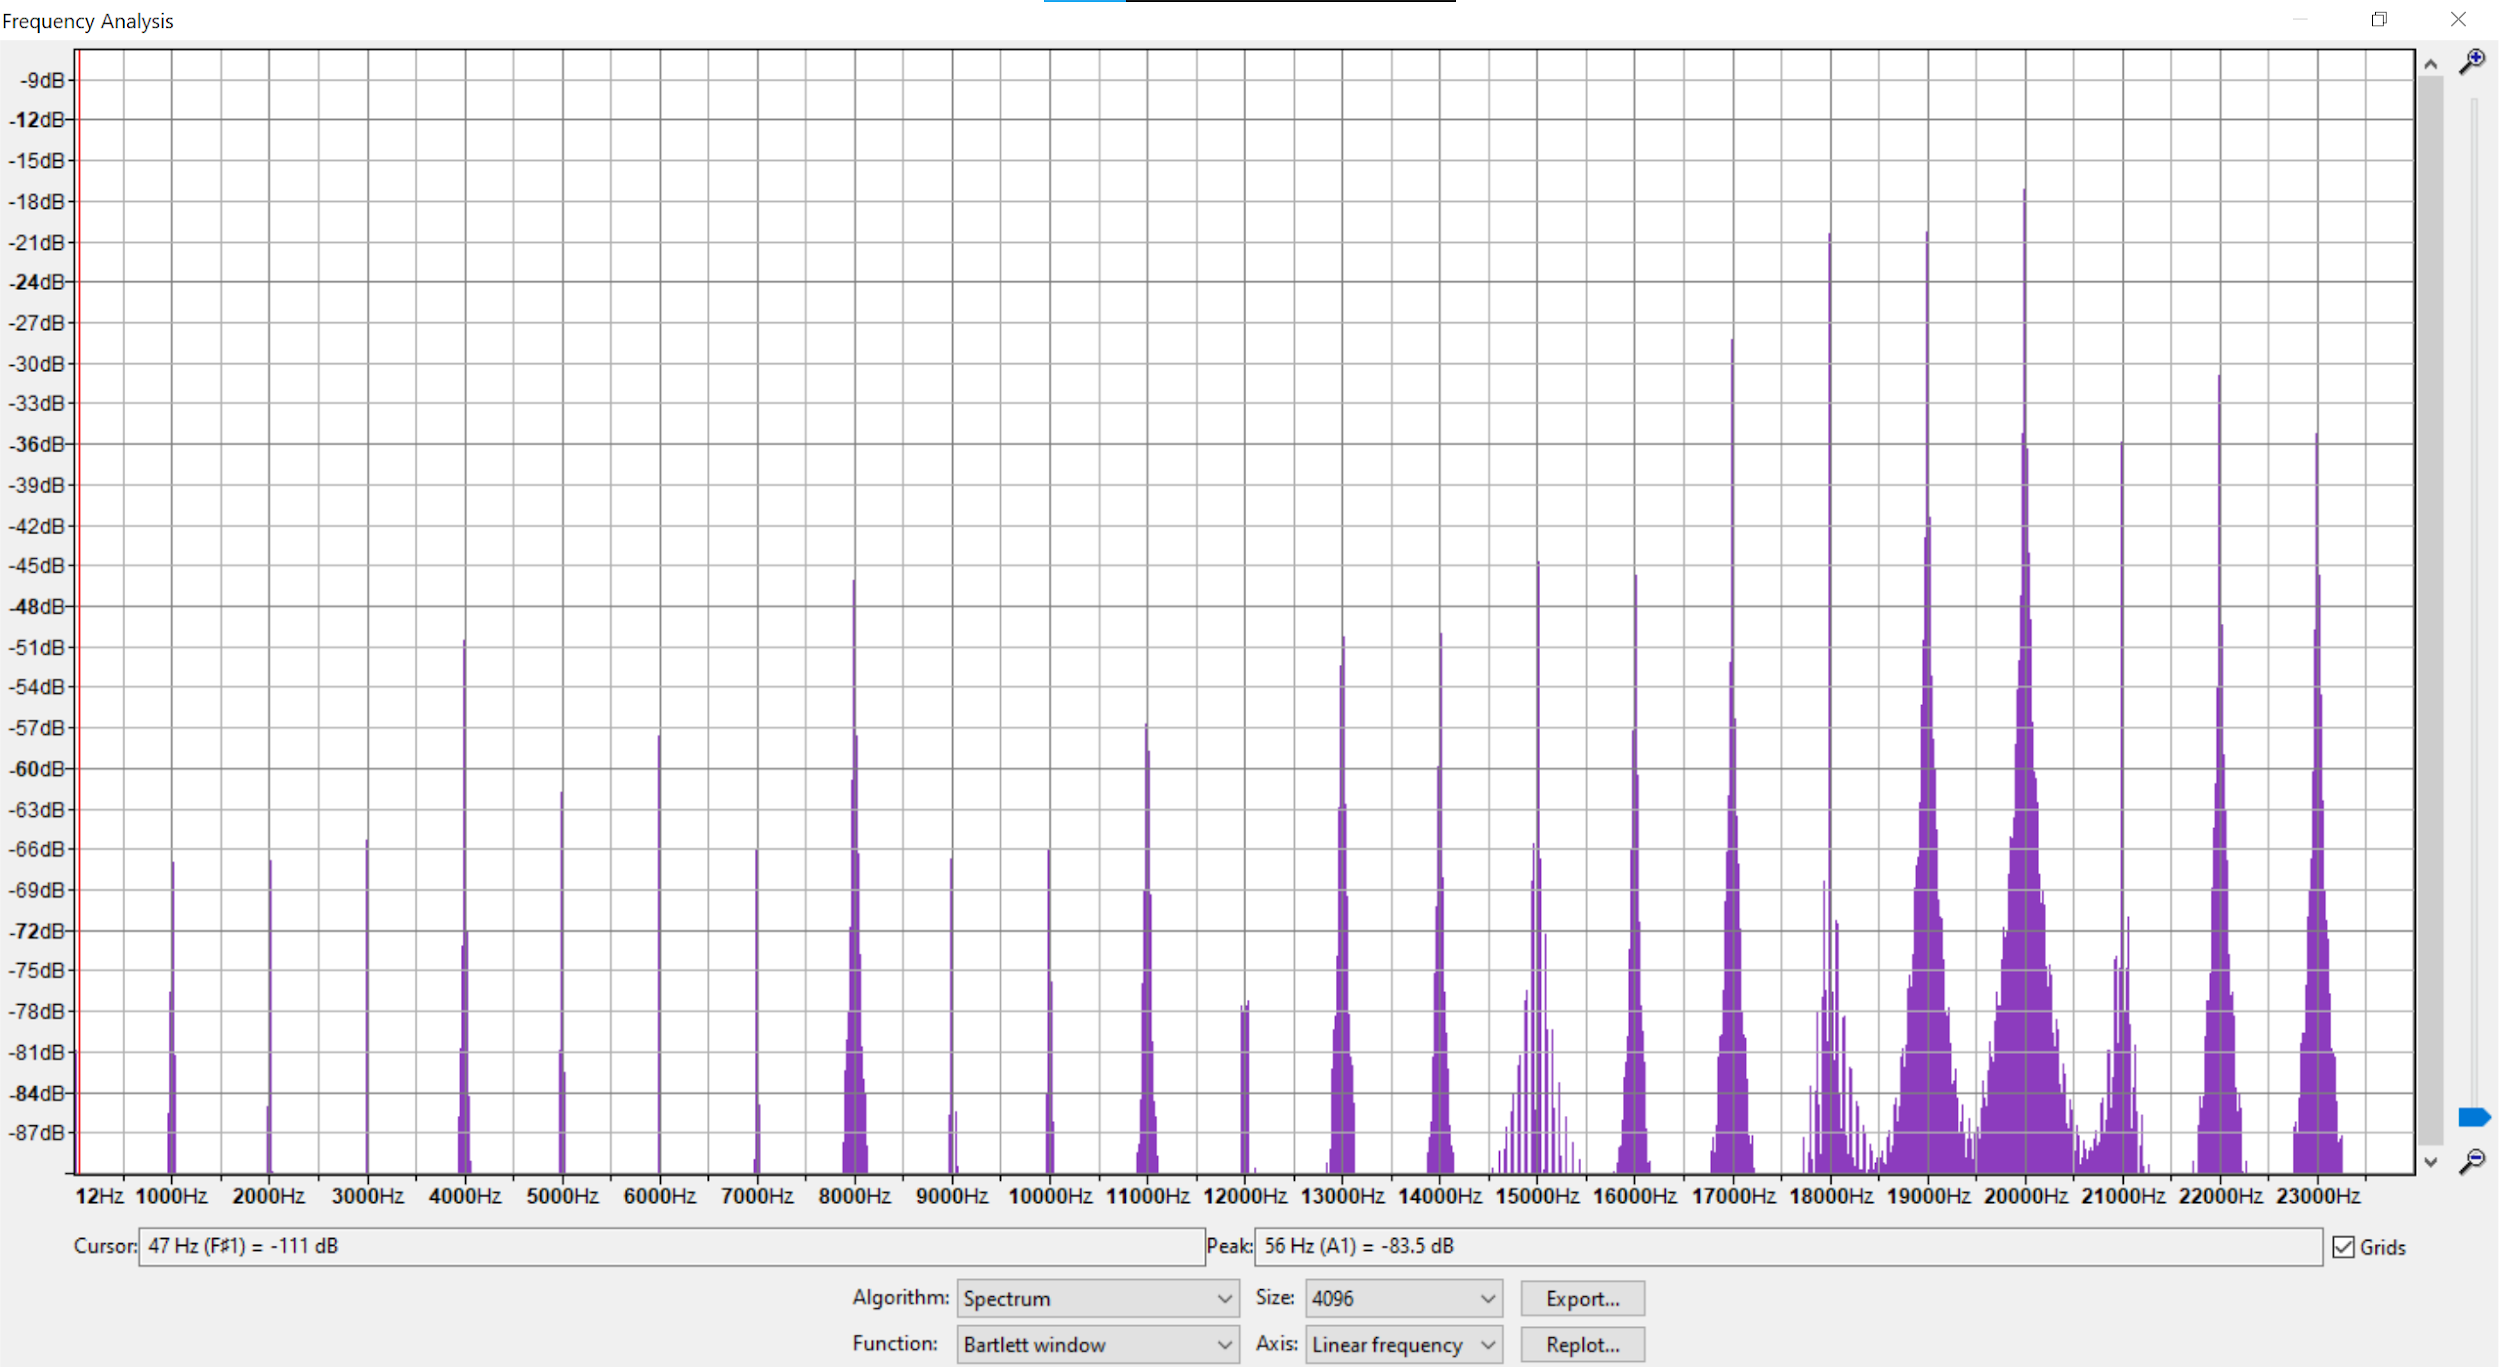 Frequency Analysis
-9dB
-12dB
-15dB
-18dB
-21dB
-24dB
-27dB
-30dB
-33dB
-36dB
-39dB
-42dB
-45dB
-48dB
-51dB
-54dB
-57dB
-60dB
-63dB
-66dB
-69dB
-72dB
-75dB
-78dB
-81dB
-84dB
-87dB
12Hz 1000Hz 2000Hz 3000Hz 4000Hz 5000Hz 6000Hz 7000Hz 8000Hz 9000Hz 10000Hz 11000Hz 12000Hz 13000Hz 14000Hz 15000Hz 16000Hz 17000Hz 18000Hz 19000Hz 20000Hz 21000Hz 22000Hz 23000Hz
Cursor: 47 Hz (F♯1) = -111 dB Peak: 56 Hz (A1) = -83.5 dB Grids
Algorithm: Spectrum Size: 4096 Export...
Function: Bartlett window Axis: Linear frequency Replot...